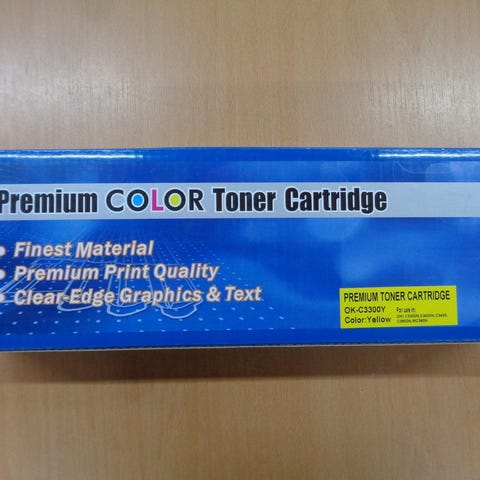 Premium COLOR Toner Cartridge
• Finest Material
• Premium Print Quality
• Clear-Edge Graphics & Text
PREMIUM TONER CARTRIDGE
OK-C3300Y For use in:
Color:Yellow